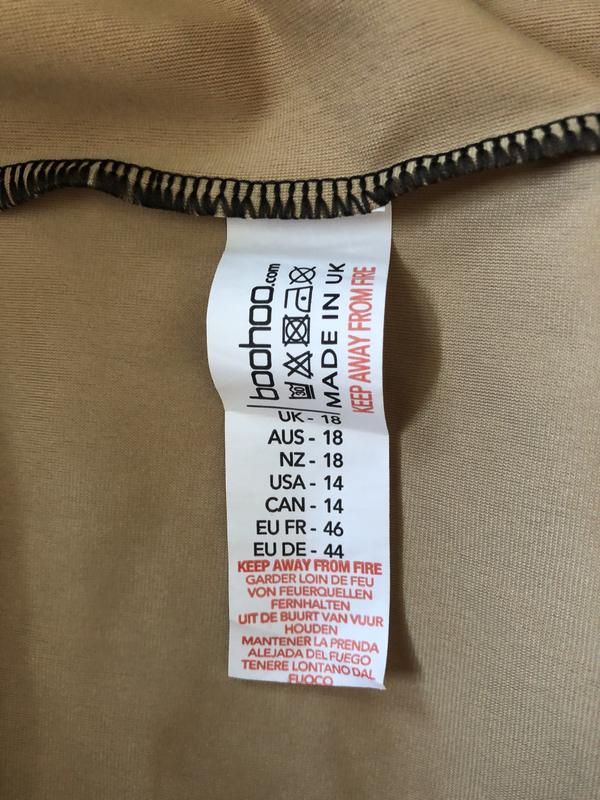 boohoo.com
30
MADE IN UK
KEEP AWAY FROM FIRE
UK - 18
AUS - 18
NZ - 18
USA - 14
CAN - 14
EU FR - 46
EU DE - 44
KEEP AWAY FROM FIRE
GARDER LOIN DE FEU
VON FEUERQUELLEN
FERNHALTEN
UIT DE BUURT VAN VUUR
HOUDEN
MANTENER LA PRENDA
ALEJADA DEL FUEGO
TENERE LONTANO DAL
FUOCO